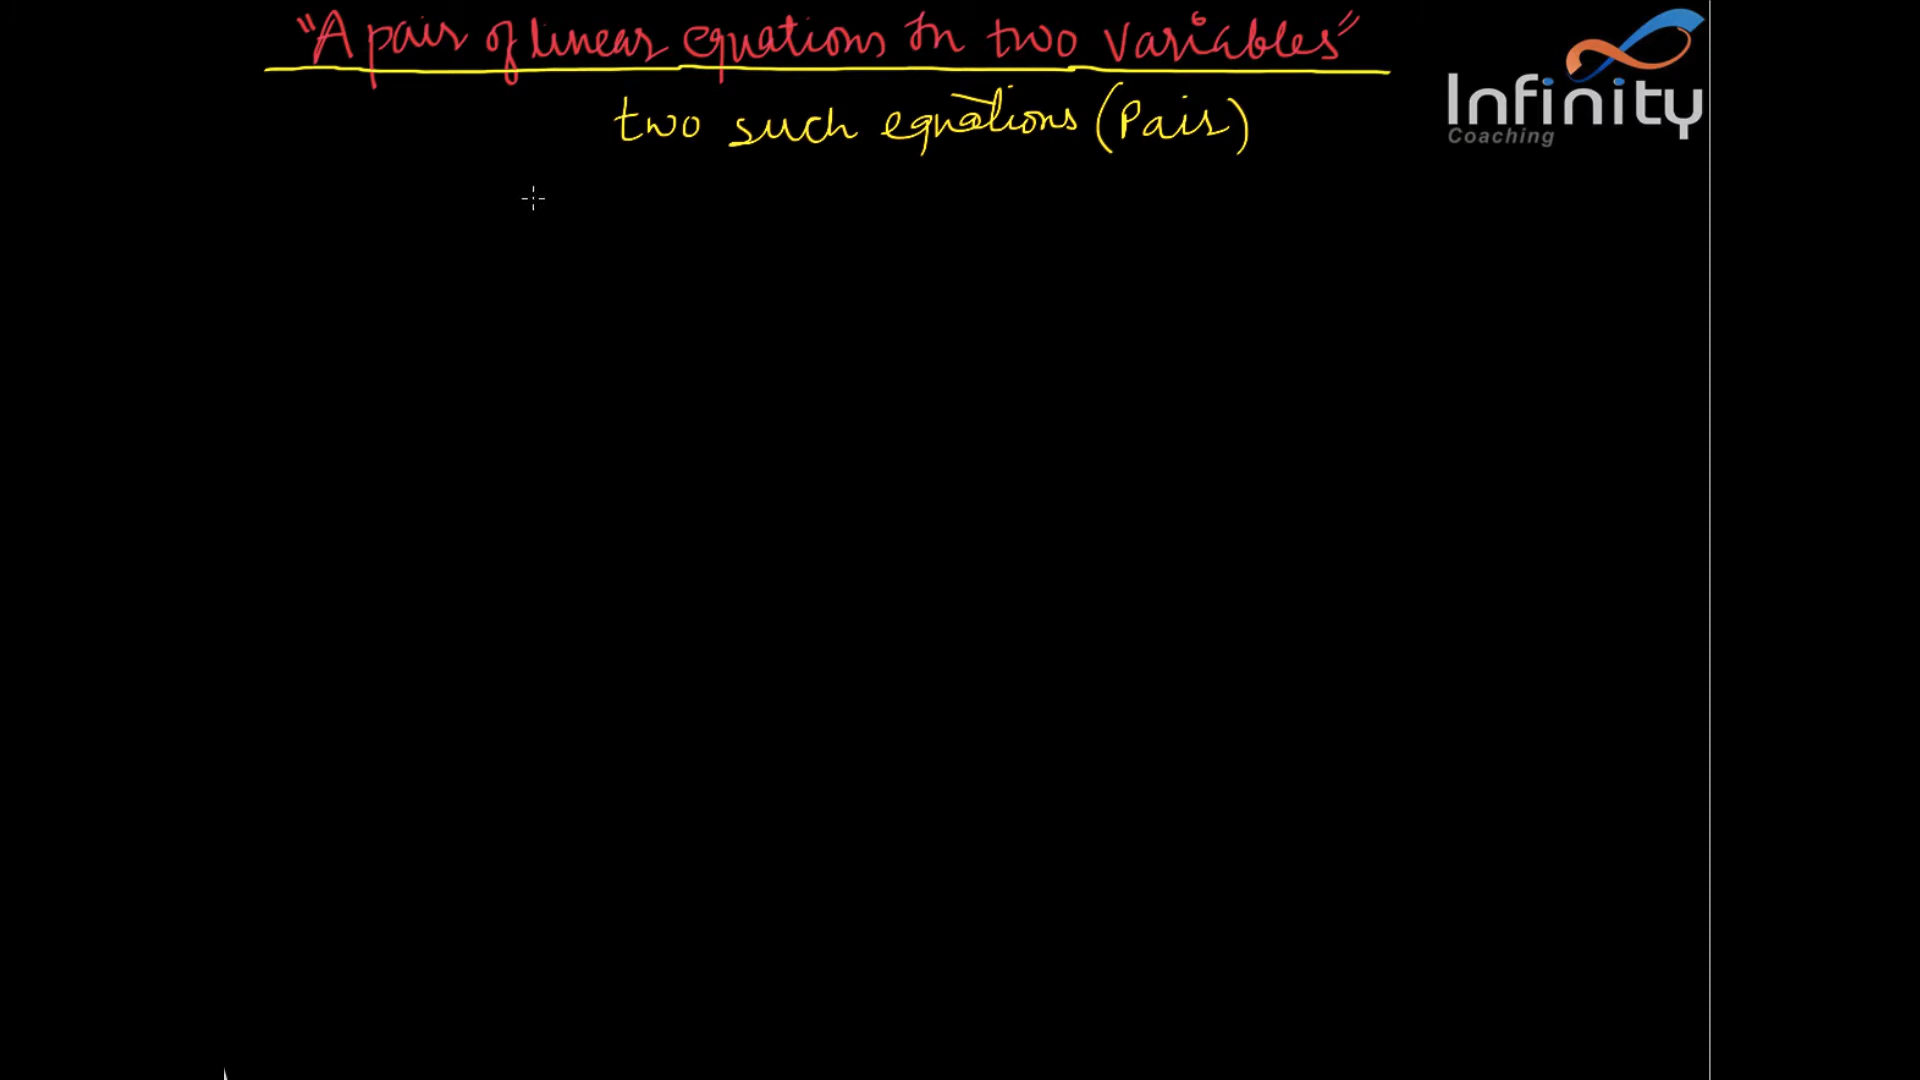 "A pair of linear equations In two variables"
two such equations (Pair)
Infinity
Coaching